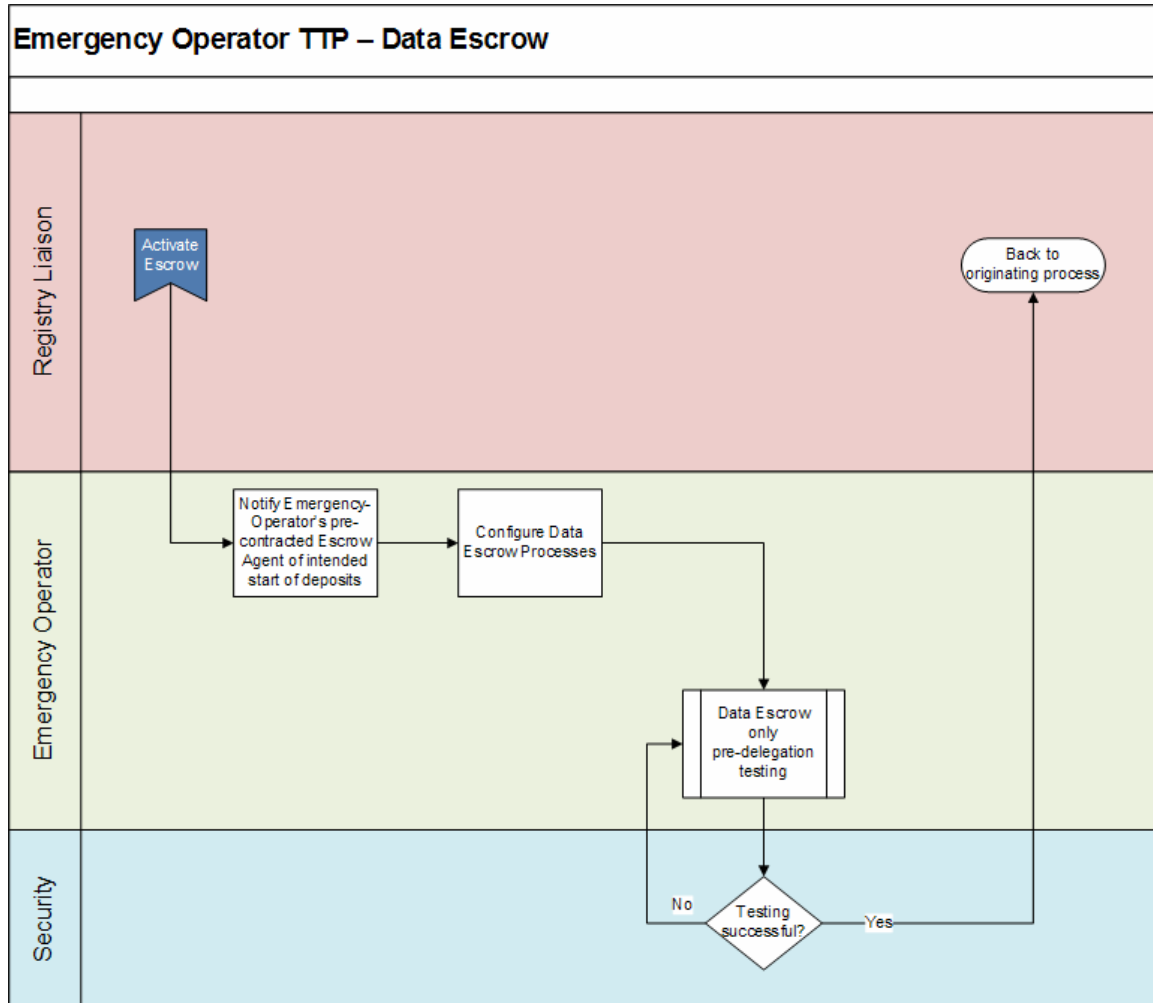 Emergency Operator TTP – Data Escrow
Registry Liaison
Activate
Escrow
Back to
originating process
Emergency Operator
Notify Emergency-
Operator's pre-
contracted Escrow
Agent of intended
start of deposits
Configure Data
Escrow Processes
Data Escrow
only
pre-delegation
testing
Security
No
Testing
successful?
Yes